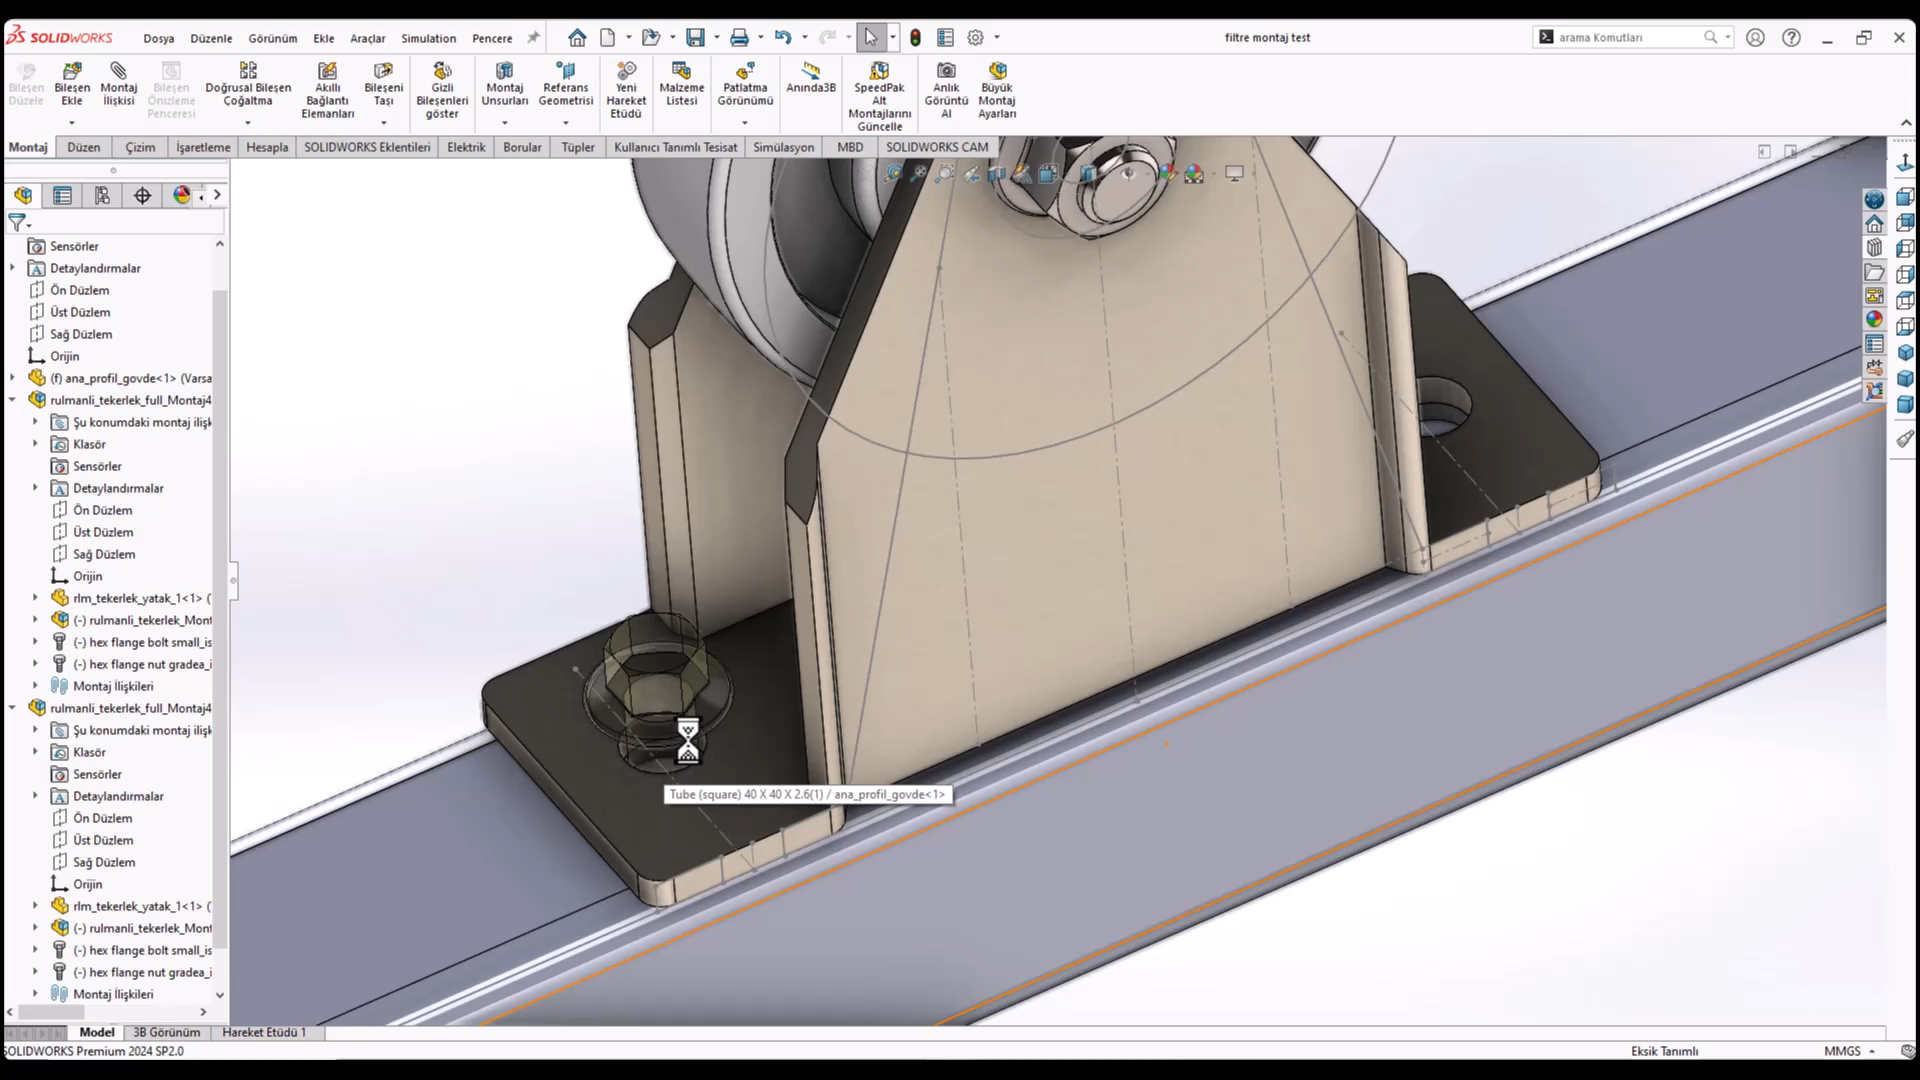 SOLIDWORKS
Dosya Düzenle Görünüm Ekle Araçlar Simulation Pencere
filtre montaj test
arama Komutları
Bileşen Düzele
Bileşen Ekle
Montaj İlişkisi
Bileşen Önizleme Penceresi
Doğrusal Bileşen Çoğaltma
Akıllı Bağlantı Elemanları
Bileşeni Taşı
Gizli Bileşenleri göster
Montaj Unsurları
Referans Geometrisi
Yeni Hareket Etüdü
Malzeme Listesi
Patlatma Görünümü
Anında3B
SpeedPak Alt Montajlarını Güncelle
Anlık Görüntü Al
Büyük Montaj Ayarları
Montaj Düzen Çizim İşaretleme Hesapla SOLIDWORKS Eklentileri Elektrik Borular Tüpler Kullanıcı Tanımlı Tesisat Simülasyon MBD SOLIDWORKS CAM
Sensörler
Detaylandırmalar
Ön Düzlem
Üst Düzlem
Sağ Düzlem
Orijin
(f) ana_profil_govde<1> (Varsa
rulmanli_tekerlek_full_Montaj4
Şu konumdaki montaj ilişk
Klasör
Sensörler
Detaylandırmalar
Ön Düzlem
Üst Düzlem
Sağ Düzlem
Orijin
rlm_tekerlek_yatak_1<1> (
(-) rulmanli_tekerlek_Mont
(-) hex flange bolt small_is
(-) hex flange nut gradea_i
Montaj İlişkileri
rulmanli_tekerlek_full_Montaj4
Şu konumdaki montaj ilişk
Klasör
Sensörler
Detaylandırmalar
Ön Düzlem
Üst Düzlem
Sağ Düzlem
Orijin
rlm_tekerlek_yatak_1<1> (
(-) rulmanli_tekerlek_Mont
(-) hex flange bolt small_is
(-) hex flange nut gradea_i
Montaj İlişkileri
Tube (square) 40 X 40 X 2.6(1) / ana_profil_govde<1>
Model 3B Görünüm Hareket Etüdü 1
SOLIDWORKS Premium 2024 SP2.0
Eksik Tanımlı
MMGS